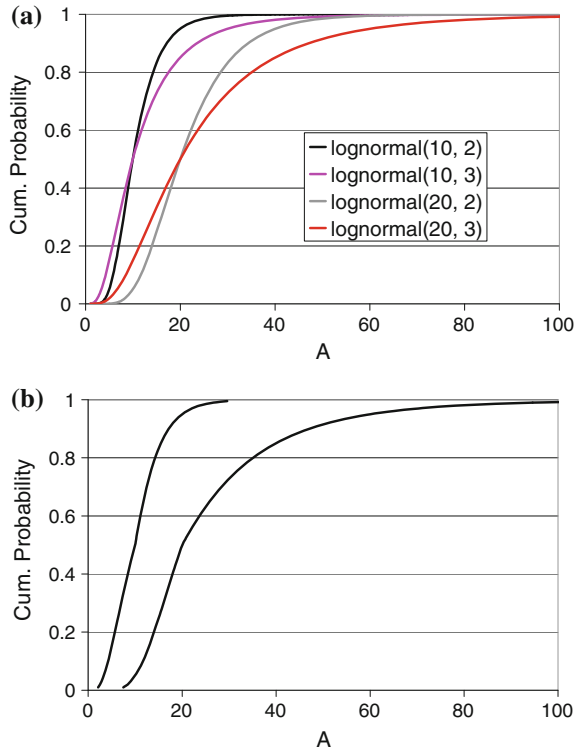 (a)
1
0.8
0.6
0.4
0.2
0
Cum. Probability
lognormal(10, 2)
lognormal(10, 3)
lognormal(20, 2)
lognormal(20, 3)
0 20 40 60 80 100
A
(b)
1
0.8
0.6
0.4
0.2
0
Cum. Probability
0 20 40 60 80 100
A